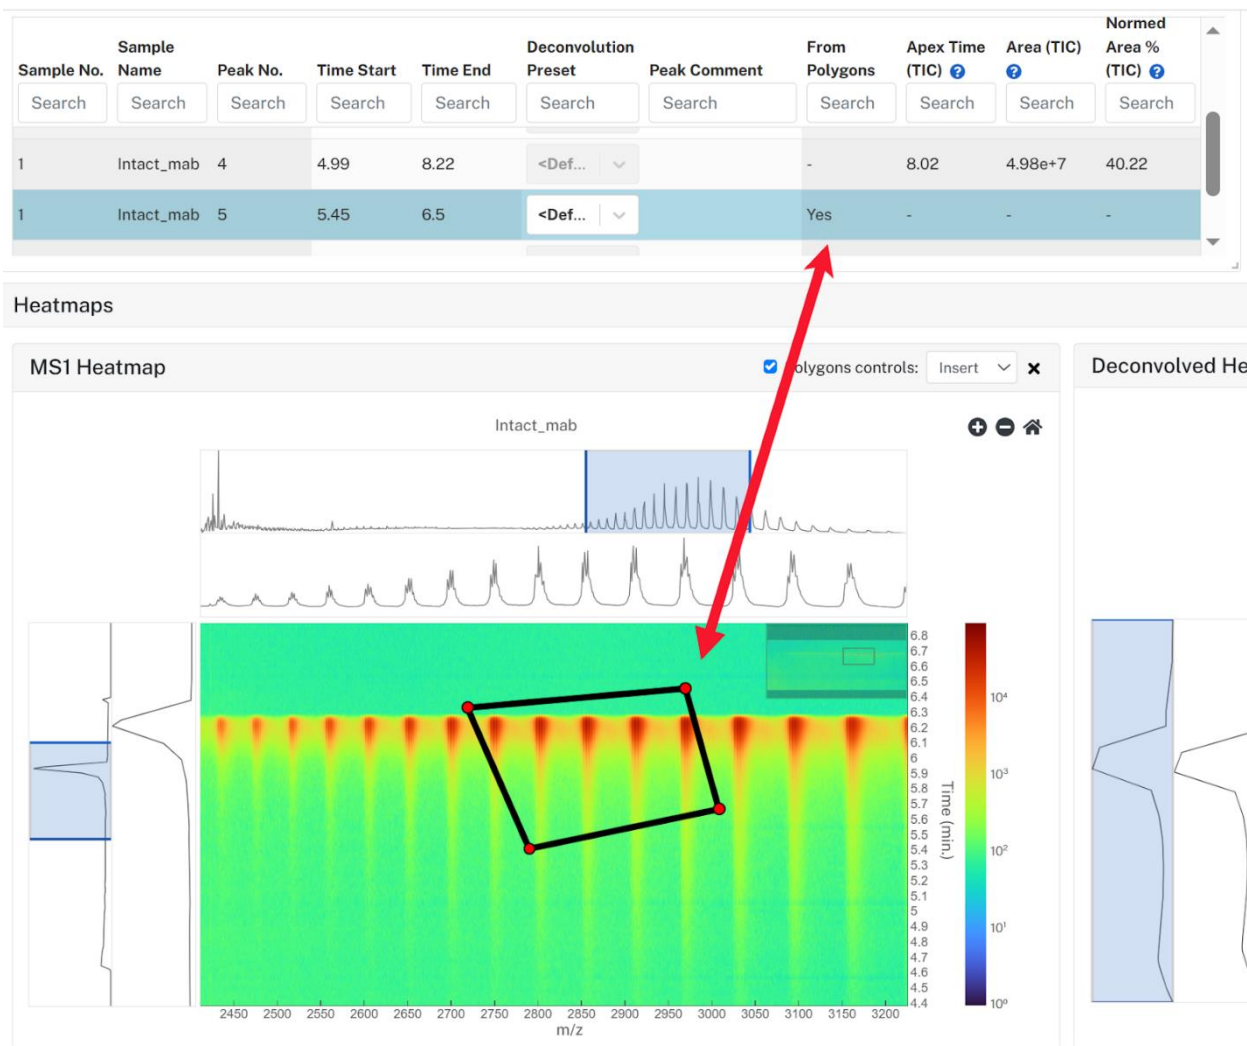 Normed
Sample Deconvolution From Apex Time Area (TIC) Area %
Sample No. Name Peak No. Time Start Time End Preset Peak Comment Polygons (TIC) ? ? (TIC) ?
Search Search Search Search Search Search Search Search Search Search Search
1 Intact_mab 4 4.99 8.22 <Def... - 8.02 4.98e+7 40.22
1 Intact_mab 5 5.45 6.5 <Def... Yes - - -
Heatmaps
MS1 Heatmap
olygons controls: Insert
Deconvolved He
Intact_mab
6.8
6.7
6.6
6.5
6.4
6.3
6.2
6.1
6
5.9
5.8
5.7
5.6
5.5
5.4
5.3
5.2
5.1
5
4.9
4.8
4.7
4.6
4.5
4.4
Time (min.)
10⁴
10³
10²
10¹
10⁰
2450 2500 2550 2600 2650 2700 2750 2800 2850 2900 2950 3000 3050 3100 3150 3200
m/z